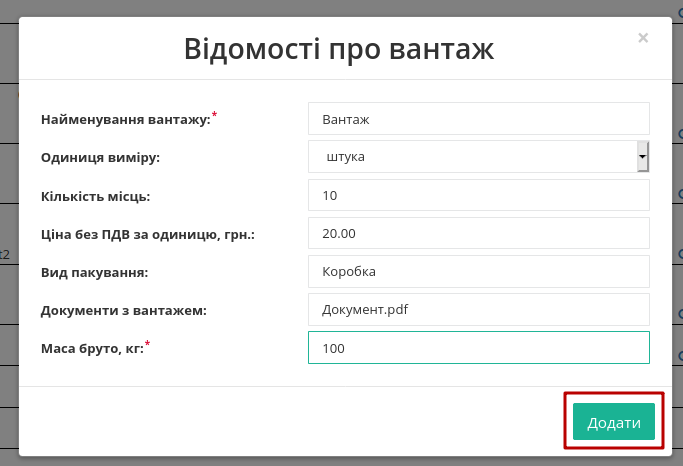 Відомості про вантаж
×
Найменування вантажу:* Вантаж
Одиниця виміру: штука
Кількість місць: 10
Ціна без ПДВ за одиницю, грн.: 20.00
t2
Вид пакування: Коробка
Документи з вантажем: Документ.pdf
Маса бруто, кг:* 100
Додати